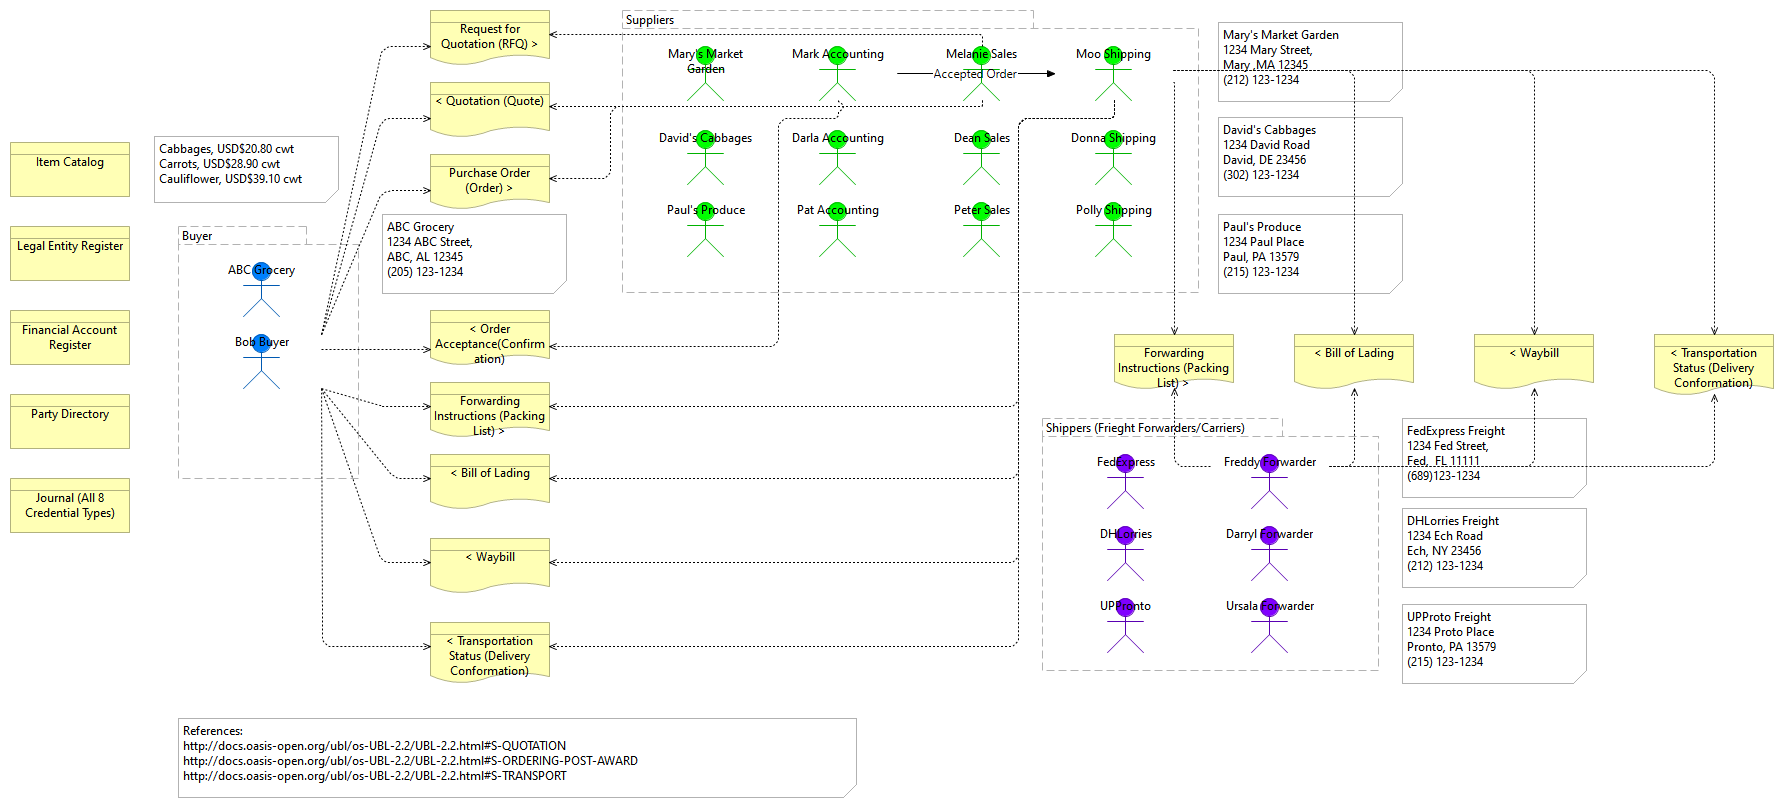 Item Catalog
Legal Entity Register
Financial Account
Register
Party Directory
Journal (All 8
Credential Types)
Cabbages, USD$20.80 cwt
Carrots, USD$28.90 cwt
Cauliflower, USD$39.10 cwt
Buyer
ABC Grocery
Bob Buyer
Request for
Quotation (RFQ) >
< Quotation (Quote)
Purchase Order
(Order) >
ABC Grocery
1234 ABC Street,
ABC, AL 12345
(205) 123-1234
< Order
Acceptance(Confirm
ation)
Forwarding
Instructions (Packing
List) >
< Bill of Lading
< Waybill
< Transportation
Status (Delivery
Conformation)
Suppliers
Mary's Market
Garden
Mark Accounting
Melanie Sales
Moo Shipping
Accepted Order
David's Cabbages
Darla Accounting
Dean Sales
Donna Shipping
Paul's Produce
Pat Accounting
Peter Sales
Polly Shipping
Mary's Market Garden
1234 Mary Street,
Mary ,MA 12345
(212) 123-1234
David's Cabbages
1234 David Road
David, DE 23456
(302) 123-1234
Paul's Produce
1234 Paul Place
Paul, PA 13579
(215) 123-1234
Forwarding
Instructions (Packing
List) >
< Bill of Lading
< Waybill
< Transportation
Status (Delivery
Conformation)
Shippers (Frieght Forwarders/Carriers)
FedExpress
Freddy Forwarder
DHLorries
Darryl Forwarder
UPPronto
Ursala Forwarder
FedExpress Freight
1234 Fed Street,
Fed,  FL 11111
(689)123-1234
DHLorries Freight
1234 Ech Road
Ech, NY 23456
(212) 123-1234
UPProto Freight
1234 Proto Place
Pronto, PA 13579
(215) 123-1234
References:
http://docs.oasis-open.org/ubl/os-UBL-2.2/UBL-2.2.html#S-QUOTATION
http://docs.oasis-open.org/ubl/os-UBL-2.2/UBL-2.2.html#S-ORDERING-POST-AWARD
http://docs.oasis-open.org/ubl/os-UBL-2.2/UBL-2.2.html#S-TRANSPORT